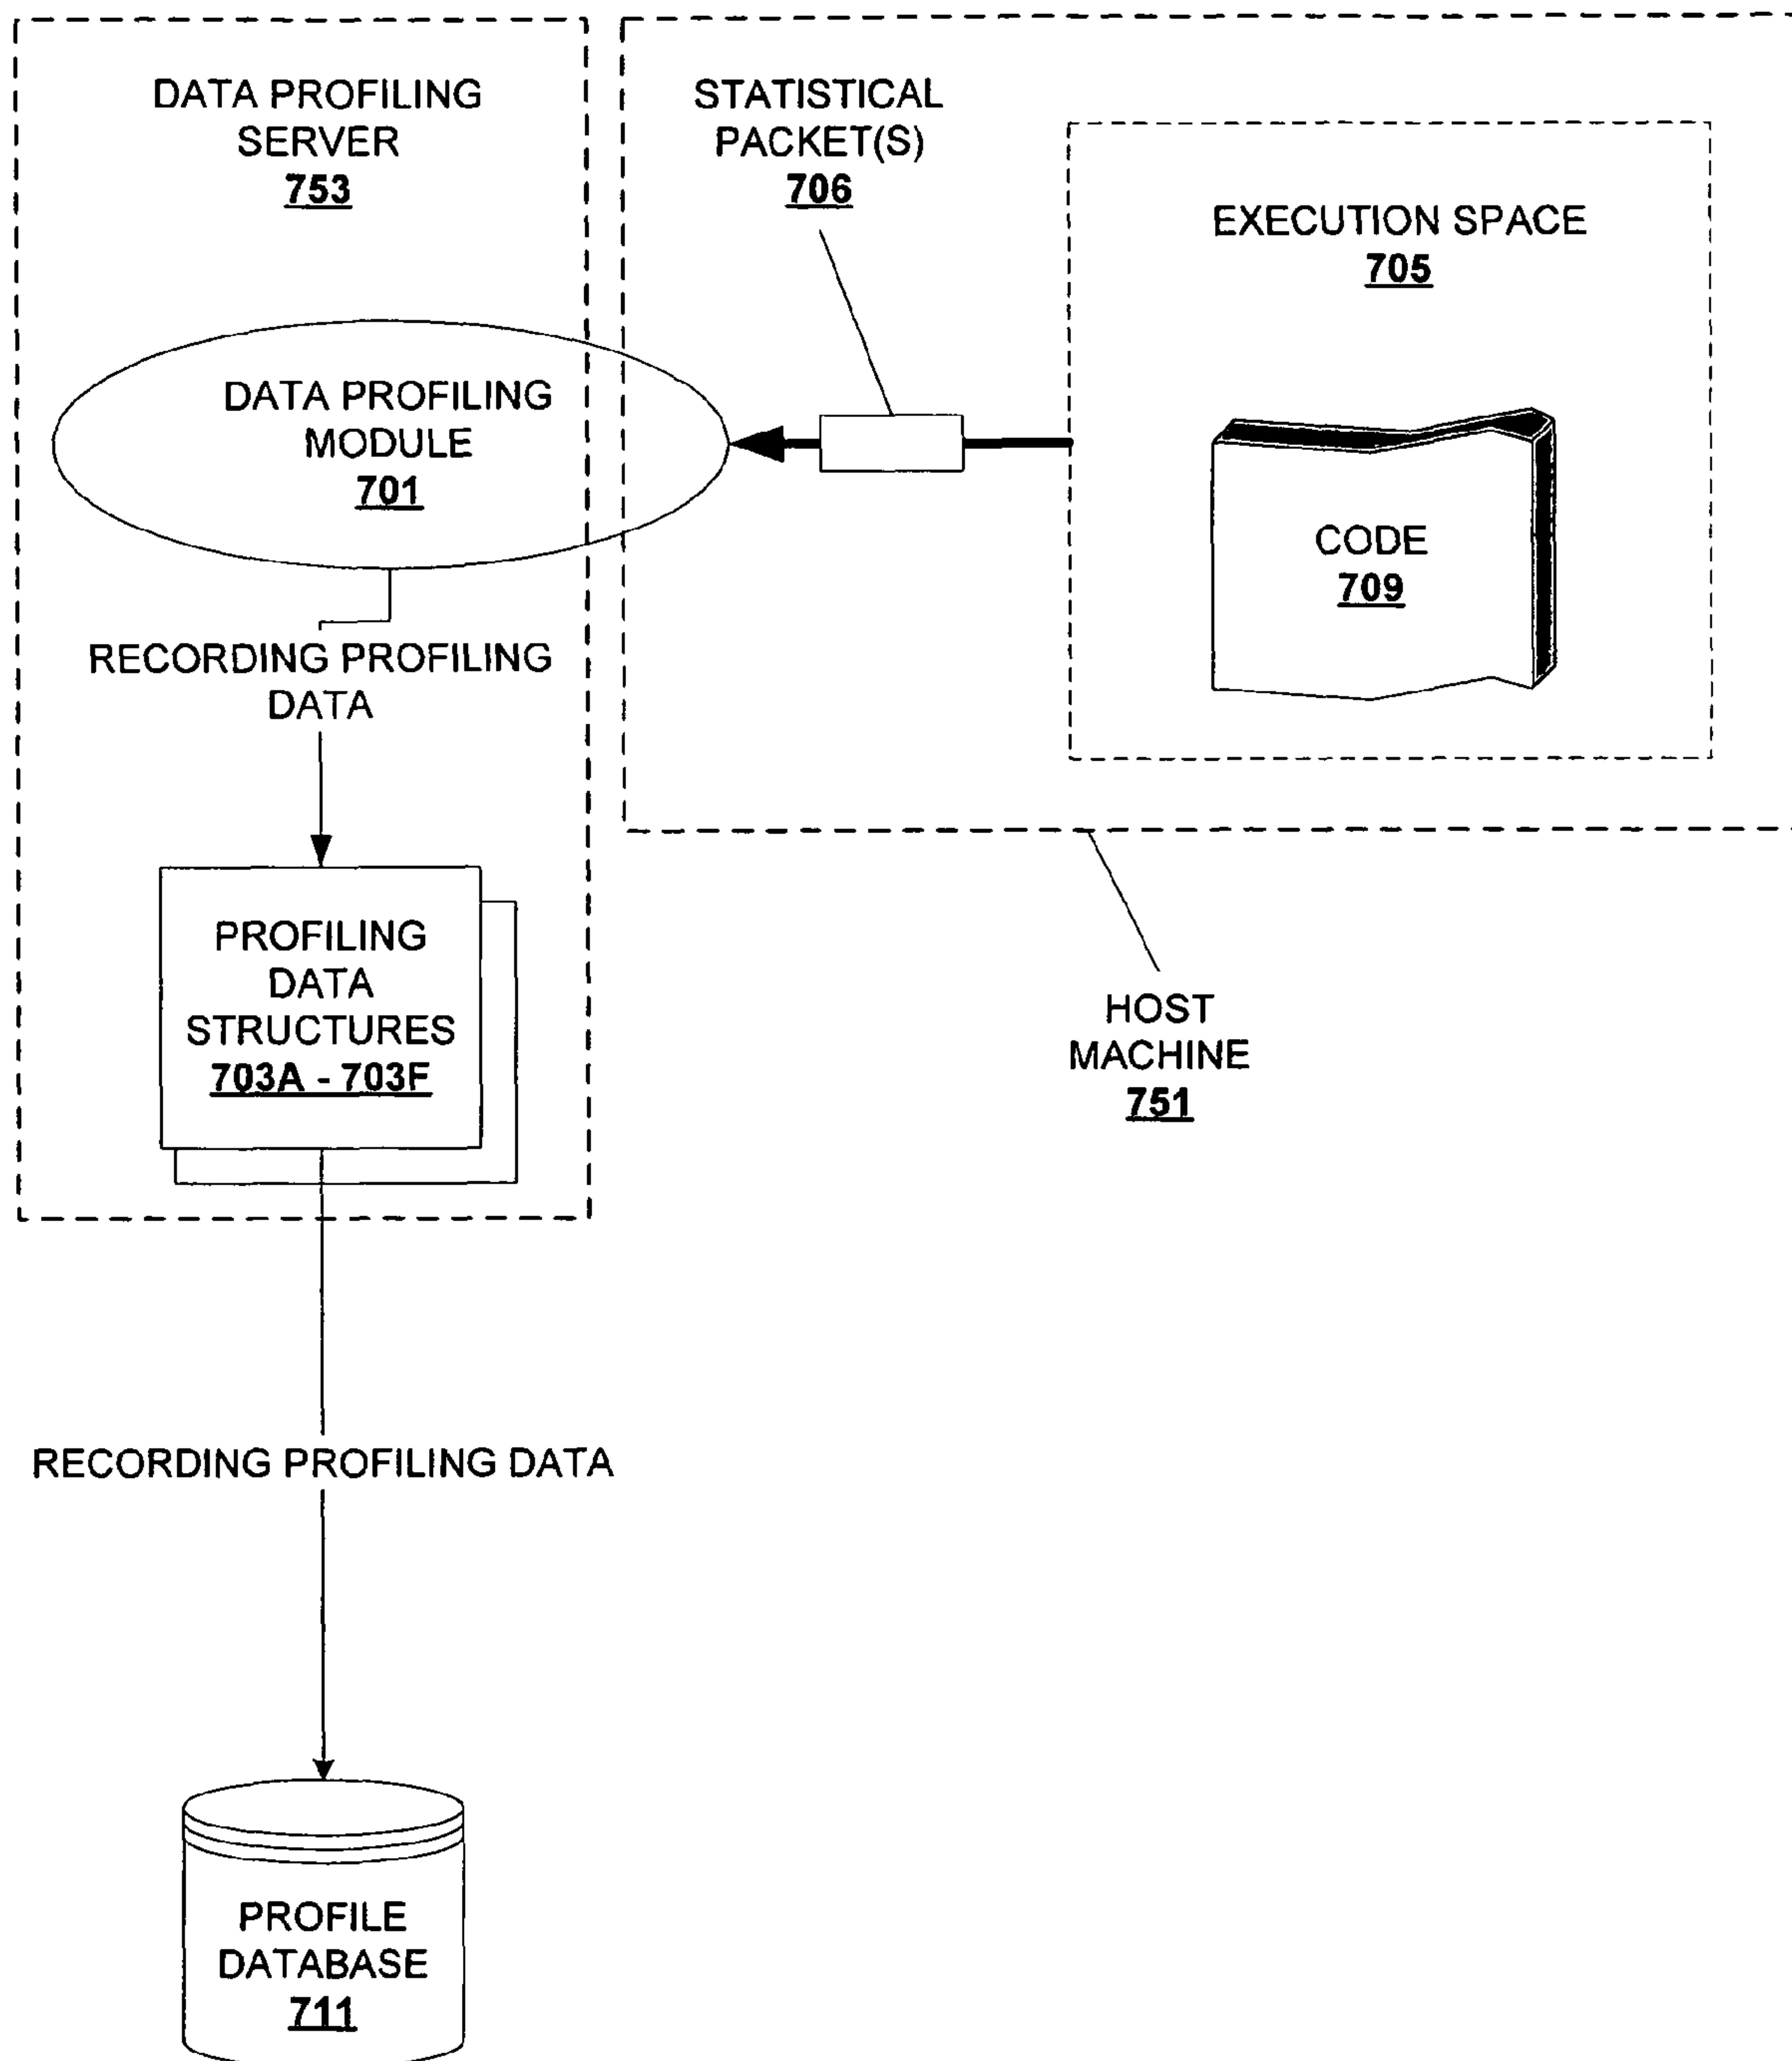 DATA PROFILING
SERVER
753
STATISTICAL
PACKET(S)
706
EXECUTION SPACE
705
DATA PROFILING
MODULE
701
CODE
709
RECORDING PROFILING
DATA
PROFILING
DATA
STRUCTURES
703A - 703F
HOST
MACHINE
751
RECORDING PROFILING DATA
PROFILE
DATABASE
711